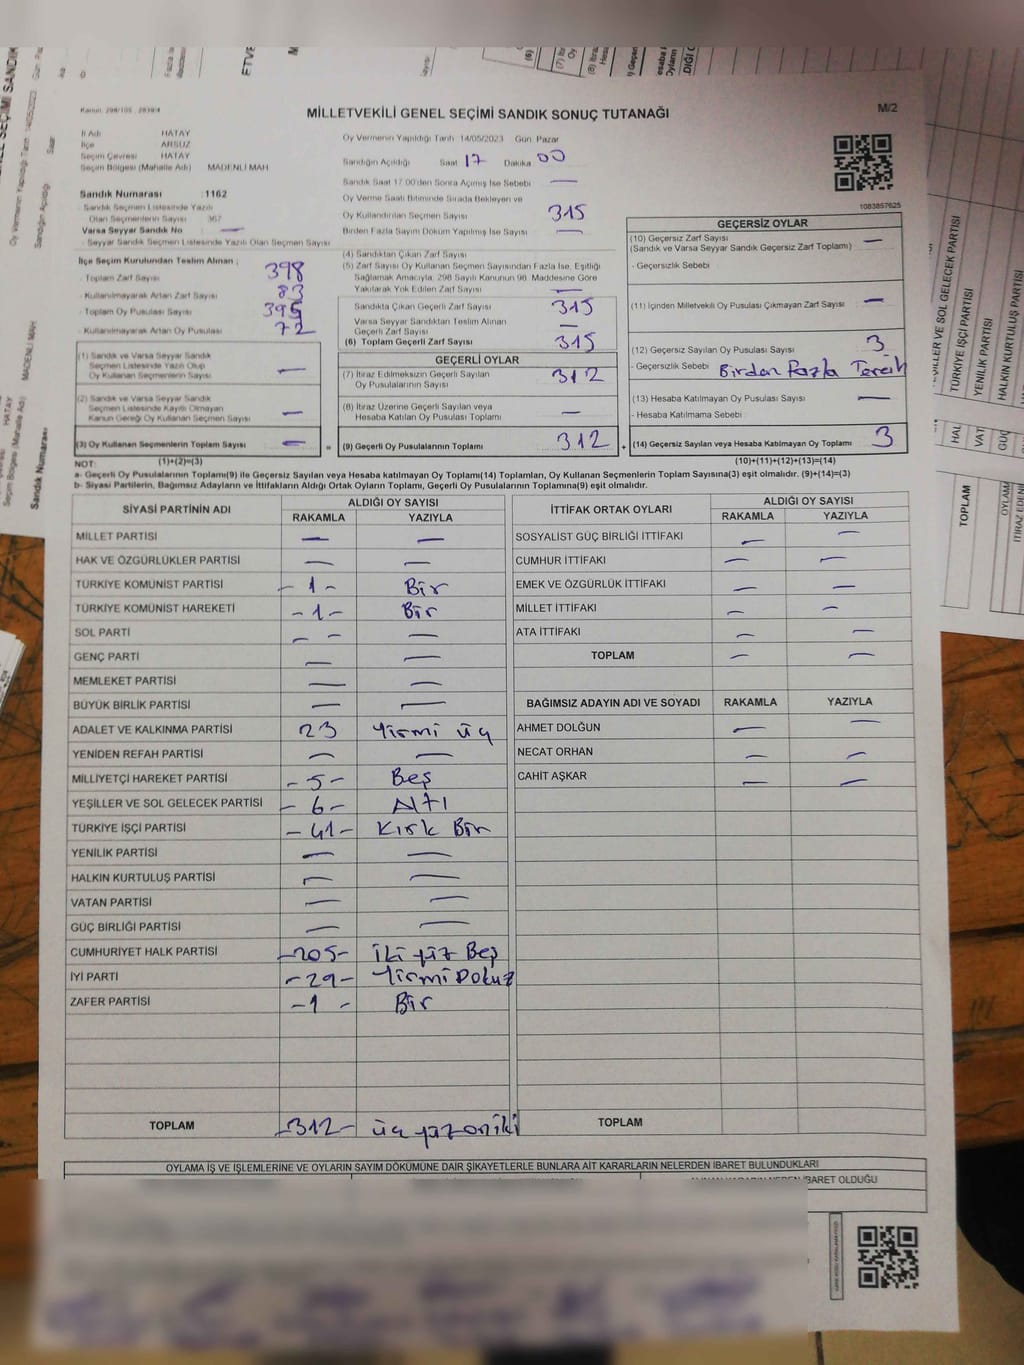 MİLLETVEKİLİ GENEL SEÇİMİ SANDIK SONUÇ TUTANAĞI
M/2
İl Adı HATAY
İlçe ARSUZ
Seçim Çevresi HATAY
Seçim Bölgesi (Mahalle Adı) MADENLİ MAH
Sandık Numarası : 1162
Sandık Seçmen Listesinde Yazılı
Olan Seçmenlerin Sayısı 367
Varsa Seyyar Sandık No —
Seyyar Sandık Seçmen Listesinde Yazılı Olan Seçmen Sayısı
İlçe Seçim Kurulundan Teslim Alınan ;
- Toplam Zarf Sayısı 398
- Kullanılmayarak Artan Zarf Sayısı 83
- Toplam Oy Pusulası Sayısı 395
- Kullanılmayarak Artan Oy Pusulası 72
(1) Sandık ve Varsa Seyyar Sandık
Seçmen Listesinde Yazılı Olup
Oy Kullanan Seçmenlerin Sayısı —
(2) Sandık ve Varsa Seyyar Sandık
Seçmen Listesinde Kayıtlı Olmayan
Kanun Gereği Oy Kullanan Seçmen Sayısı —
(3) Oy Kullanan Seçmenlerin Toplam Sayısı —
Oy Vermenin Yapıldığı Tarih 14/05/2023 Gün Pazar
Sandığın Açıldığı Saat 17 Dakika 00
Sandık Saat 17.00'den Sonra Açılmış İse Sebebi —
Oy Verme Saati Bitiminde Sırada Bekleyen ve
Oy Kullandırılan Seçmen Sayısı 315
Birden Fazla Sayım Döküm Yapılmış İse Sayısı —
(4) Sandıktan Çıkan Zarf Sayısı
(5) Zarf Sayısı Oy Kullanan Seçmen Sayısından Fazla İse, Eşitliği
Sağlamak Amacıyla, 298 Sayılı Kanunun 98. Maddesine Göre
Yakılarak Yok Edilen Zarf Sayısı —
Sandıkta Çıkan Geçerli Zarf Sayısı 315
Varsa Seyyar Sandıktan Teslim Alınan
Geçerli Zarf Sayısı —
(6) Toplam Geçerli Zarf Sayısı 315
GEÇERLİ OYLAR
(7) İtiraz Edilmeksizin Geçerli Sayılan
Oy Pusulalarının Sayısı 312
(8) İtiraz Üzerine Geçerli Sayılan veya
Hesaba Katılan Oy Pusulası Toplamı —
= (9) Geçerli Oy Pusulalarının Toplamı 312
1083857625
GEÇERSİZ OYLAR
(10) Geçersiz Zarf Sayısı —
(Sandık ve Varsa Seyyar Sandık Geçersiz Zarf Toplamı)
- Geçersizlik Sebebi
(11) İçinden Milletvekili Oy Pusulası Çıkmayan Zarf Sayısı —
(12) Geçersiz Sayılan Oy Pusulası Sayısı 3
- Geçersizlik Sebebi Birden fazla Tercih
(13) Hesaba Katılmayan Oy Pusulası Sayısı —
- Hesaba Katılmama Sebebi
+ (14) Geçersiz Sayılan veya Hesaba Katılmayan Oy Toplamı 3
NOT: (1)+(2)=(3) (10)+(11)+(12)+(13)=(14)
a- Geçerli Oy Pusulalarının Toplamı(9) ile Geçersiz Sayılan veya Hesaba katılmayan Oy Toplamı(14) Toplamları, Oy Kullanan Seçmenlerin Toplam Sayısına(3) eşit olmalıdır. (9)+(14)=(3)
b- Siyasi Partilerin, Bağımsız Adayların ve İttifakların Aldığı Ortak Oyların Toplamı, Geçerli Oy Pusulalarının Toplamına(9) eşit olmalıdır.
SİYASİ PARTİNİN ADI ALDIĞI OY SAYISI
RAKAMLA YAZIYLA
MİLLET PARTİSİ — —
HAK VE ÖZGÜRLÜKLER PARTİSİ — —
TÜRKİYE KOMÜNİST PARTİSİ - 1 - Bir
TÜRKİYE KOMÜNİST HAREKETİ - 1 - Bir
SOL PARTİ — — —
GENÇ PARTİ — —
MEMLEKET PARTİSİ — —
BÜYÜK BİRLİK PARTİSİ — —
ADALET VE KALKINMA PARTİSİ 23 Yirmi üç
YENİDEN REFAH PARTİSİ — —
MİLLİYETÇİ HAREKET PARTİSİ - 5 - Beş
YEŞİLLER VE SOL GELECEK PARTİSİ - 6 - Altı
TÜRKİYE İŞÇİ PARTİSİ - 41 - Kırk Bir
YENİLİK PARTİSİ — —
HALKIN KURTULUŞ PARTİSİ — —
VATAN PARTİSİ — —
GÜÇ BİRLİĞİ PARTİSİ — —
CUMHURİYET HALK PARTİSİ - 205 - İki yüz Beş
İYİ PARTİ - 29 - Yirmi Dokuz
ZAFER PARTİSİ - 1 - Bir
TOPLAM - 312 - üç yüz oniki
İTTİFAK ORTAK OYLARI ALDIĞI OY SAYISI
RAKAMLA YAZIYLA
SOSYALİST GÜÇ BİRLİĞİ İTTİFAKI — —
CUMHUR İTTİFAKI — —
EMEK VE ÖZGÜRLÜK İTTİFAKI — —
MİLLET İTTİFAKI — —
ATA İTTİFAKI — —
TOPLAM — —
BAĞIMSIZ ADAYIN ADI VE SOYADI RAKAMLA YAZIYLA
AHMET DOLĞUN — —
NECAT ORHAN — —
CAHİT AŞKAR — —
TOPLAM
OYLAMA İŞ VE İŞLEMLERİNE VE OYLARIN SAYIM DÖKÜMÜNE DAİR ŞİKAYETLERLE BUNLARA AİT KARARLARIN NELERDEN İBARET BULUNDUKLARI
İBARET OLDUĞU
SOL GELECEK PARTİSİ
TÜRKİYE İŞÇİ PARTİSİ
YENİLİK PARTİSİ
HALKIN KURTULUŞ PARTİSİ
TOPLAM
Sandık Numarası
MADENLİ MAH